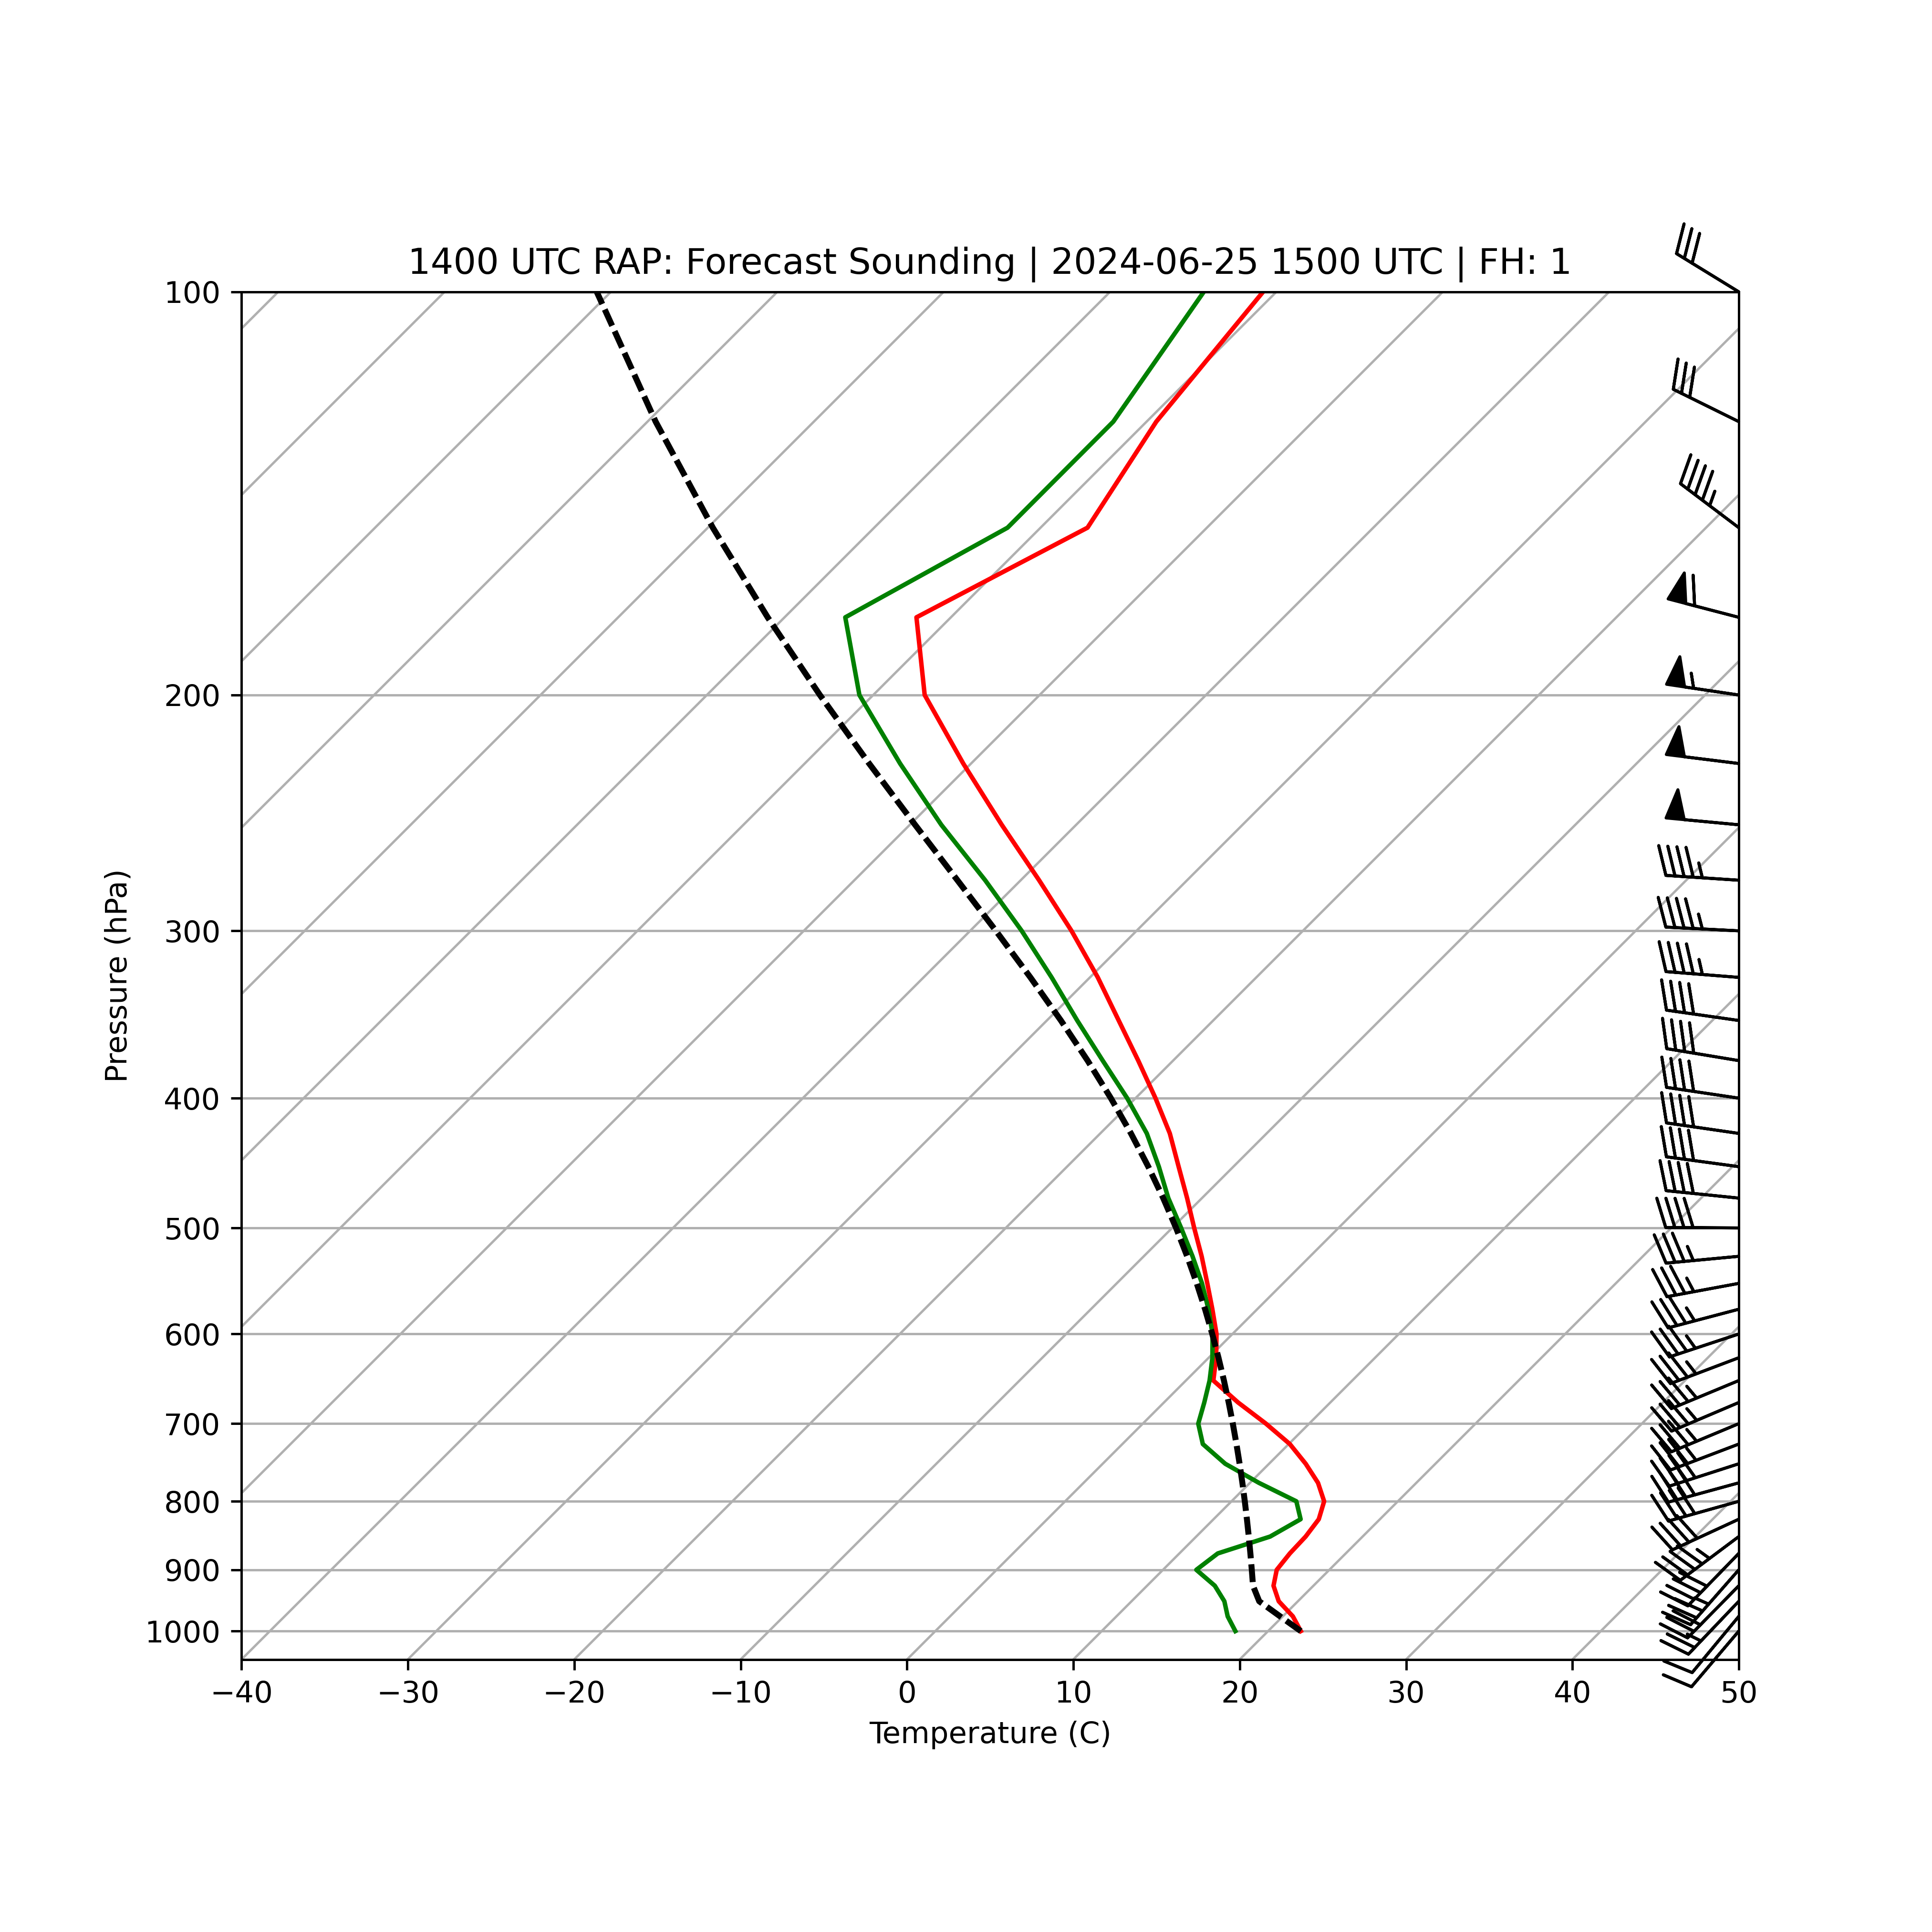 1400 UTC RAP: Forecast Sounding | 2024-06-25 1500 UTC | FH: 1
100
200
300
400
500
600
700
800
900
1000
Pressure (hPa)
−40 −30 −20 −10 0 10 20 30 40 50
Temperature (C)